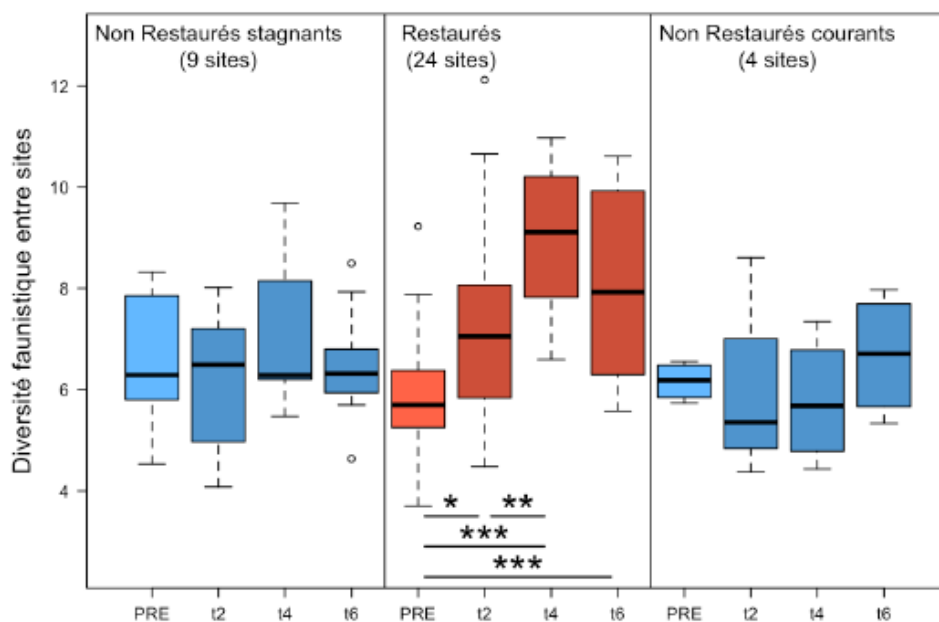 Non Restaurés stagnants
(9 sites)
Restaurés
(24 sites)
Non Restaurés courants
(4 sites)
Diversité faunistique entre sites
12
10
8
6
4
* **
***
***
PRE t2 t4 t6 PRE t2 t4 t6 PRE t2 t4 t6